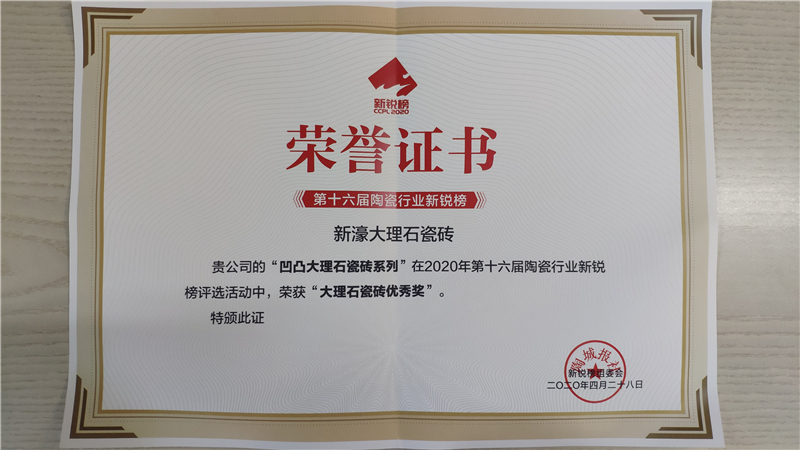 新锐榜
CCPL 2020
荣誉证书
第十六届陶瓷行业新锐榜
新濠大理石瓷砖
贵公司的“凹凸大理石瓷砖系列”在2020年第十六届陶瓷行业新锐
榜评选活动中，荣获“大理石瓷砖优秀奖”。
特颁此证
陶城报社
新锐榜组委会
二〇二〇年四月二十八日